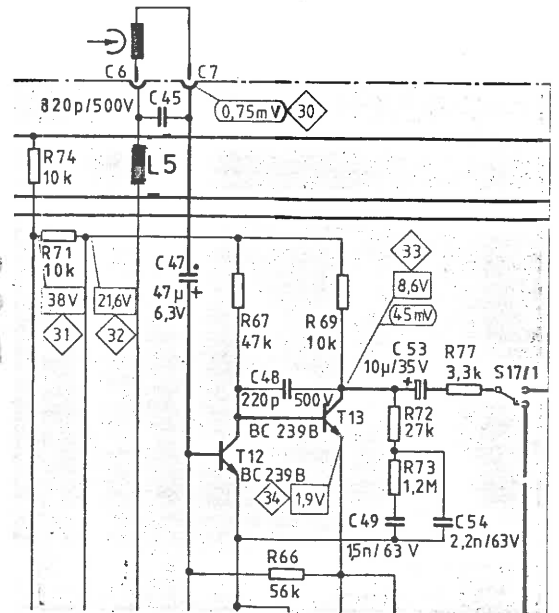 C6 C7
820p/500V C45
0,75mV 30
R74
10k
L5
R71
10k
38V 21,6V
31 32
C47
47µ
6,3V
R67
47k
R69
10k
33
8,6V
45mV
C53
10µ/35V
R77
3,3k
S17/1
C48
220p 500V
T13
BC 239B
R72
27k
T12
BC 239B
34 1,9V
R73
1,2M
C49
15n/63V
C54
2,2n/63V
R66
56k